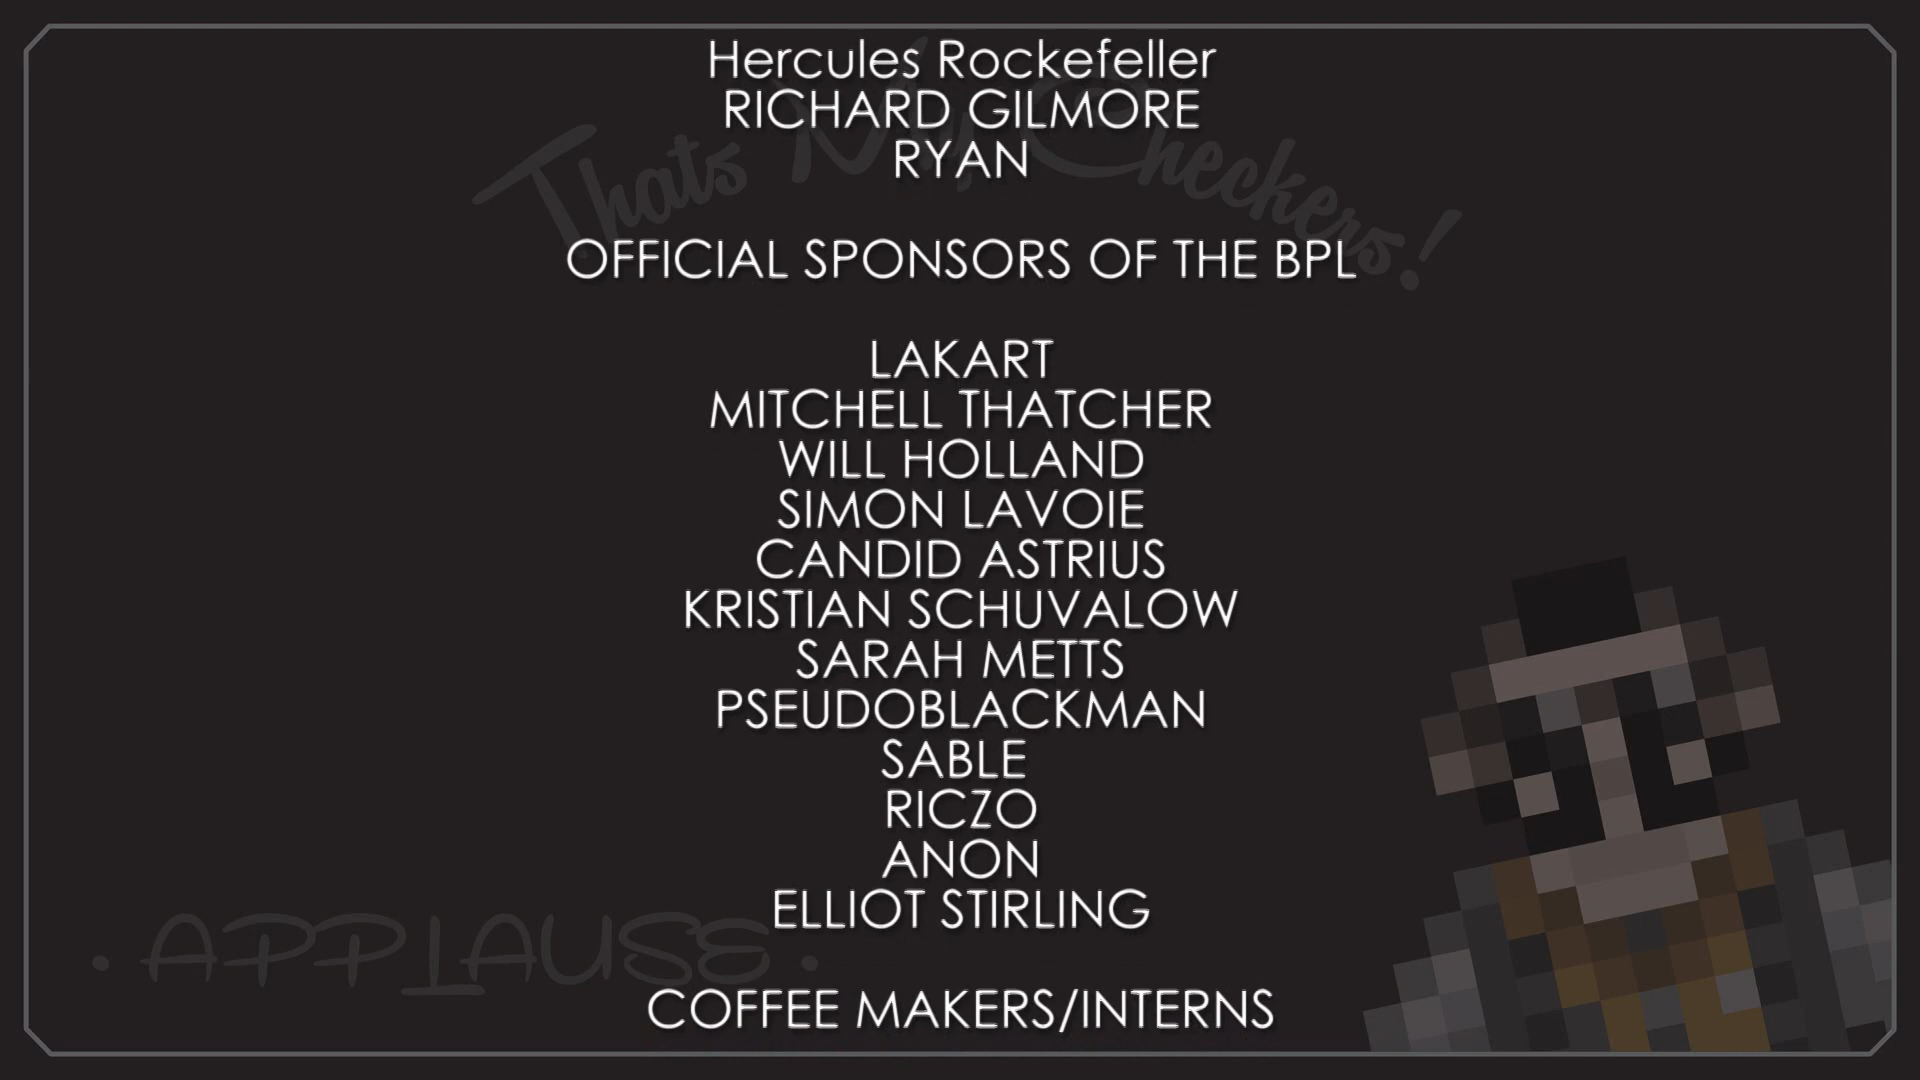 Hercules Rockefeller
RICHARD GILMORE
RYAN
Thats My Checkers!
OFFICIAL SPONSORS OF THE BPL
LAKART
MITCHELL THATCHER
WILL HOLLAND
SIMON LAVOIE
CANDID ASTRIUS
KRISTIAN SCHUVALOW
SARAH METTS
PSEUDOBLACKMAN
SABLE
RICZO
ANON
ELLIOT STIRLING
. APPLAUSE .
COFFEE MAKERS/INTERNS